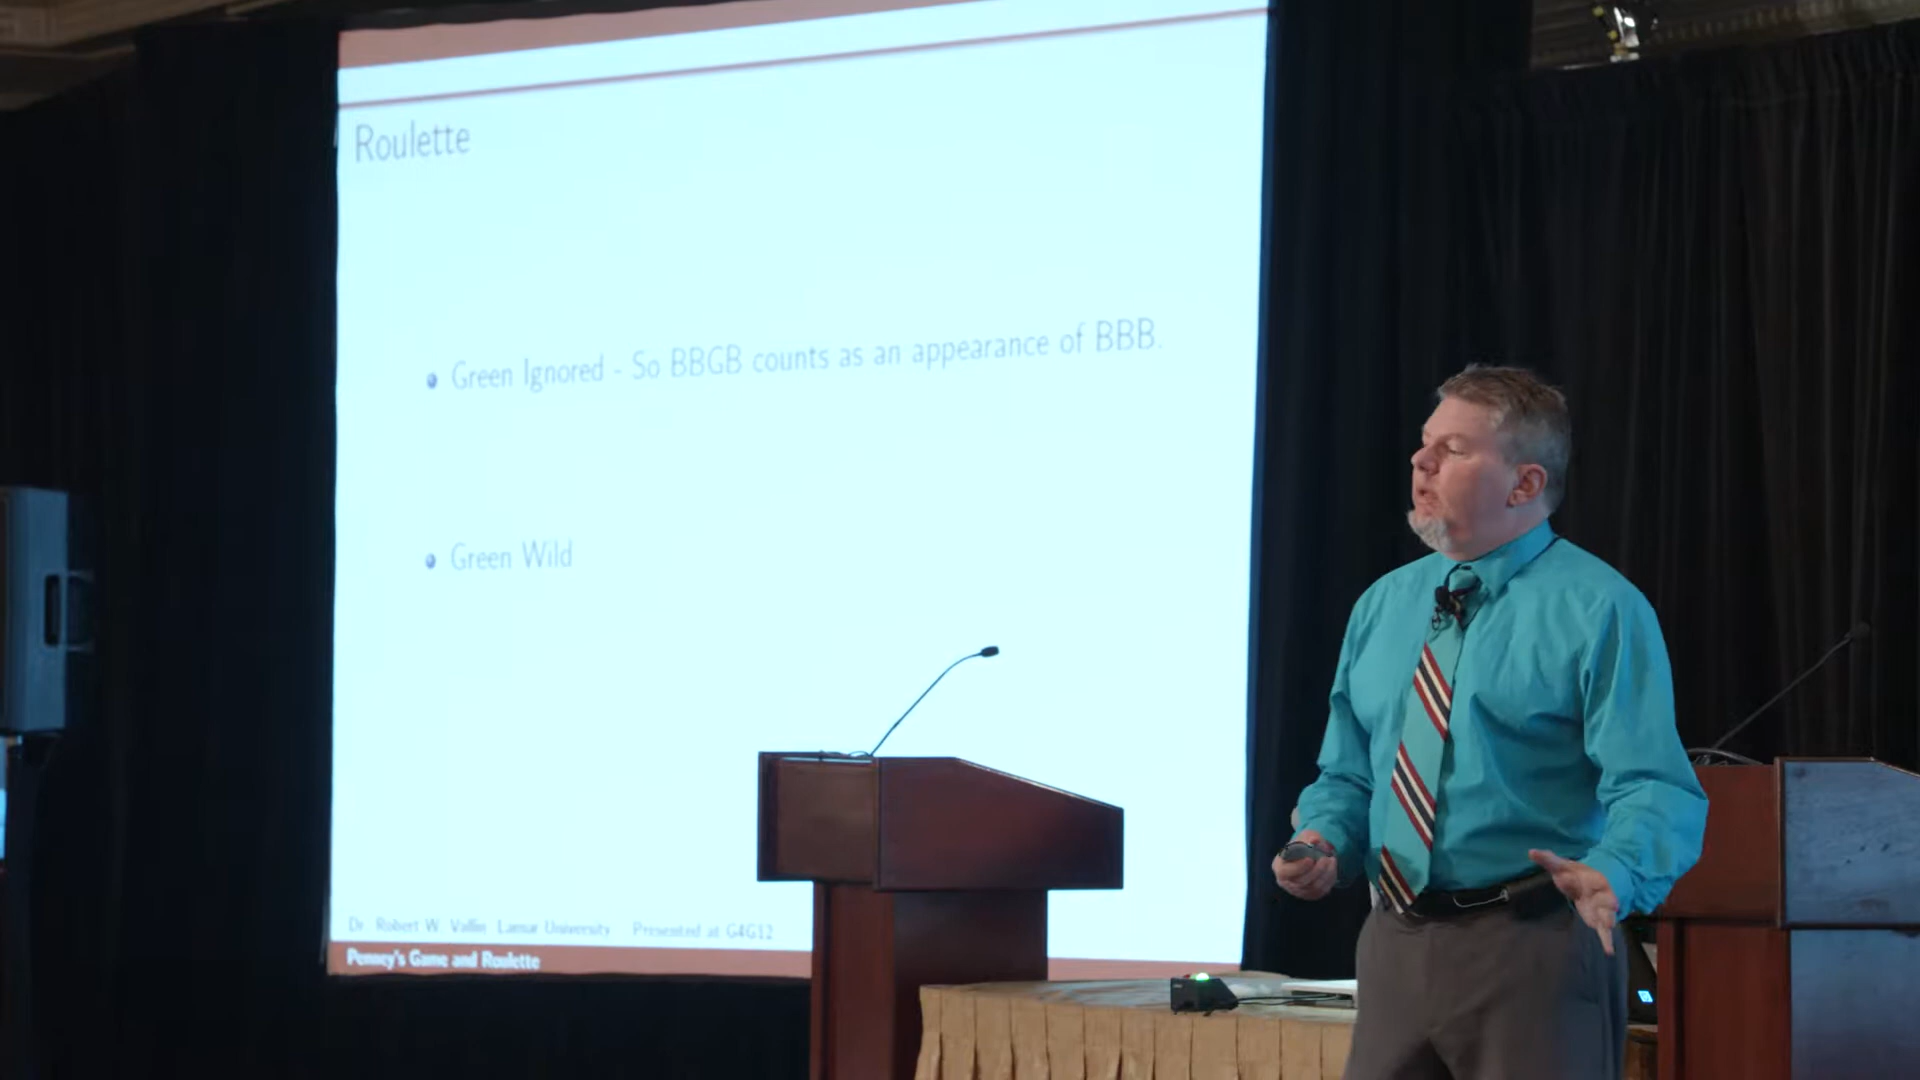 Roulette
Green Ignored - So BBGB counts as an appearance of BBB.
Green Wild
Dr. Robert W. Vallin Lamar University Presented at G4G12
Penney's Game and Roulette